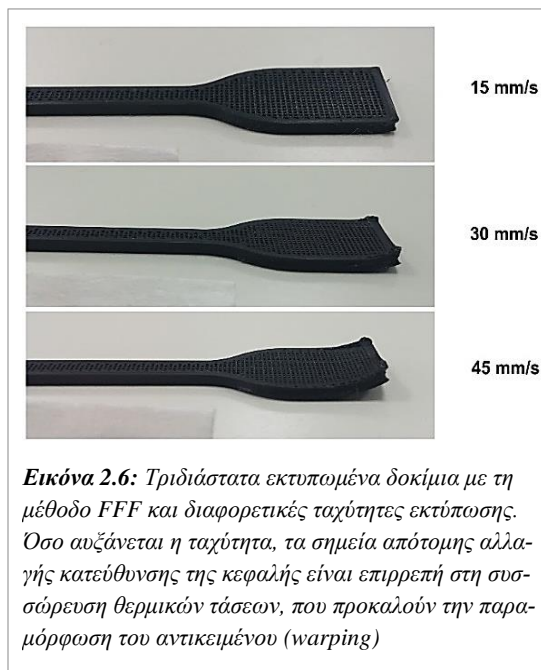 15 mm/s
30 mm/s
45 mm/s
Εικόνα 2.6: Τριδιάστατα εκτυπωμένα δοκίμια με τη
μέθοδο FFF και διαφορετικές ταχύτητες εκτύπωσης.
Όσο αυξάνεται η ταχύτητα, τα σημεία απότομης αλλα-
γής κατεύθυνσης της κεφαλής είναι επιρρεπή στη συσ-
σώρευση θερμικών τάσεων, που προκαλούν την παρα-
μόρφωση του αντικειμένου (warping)